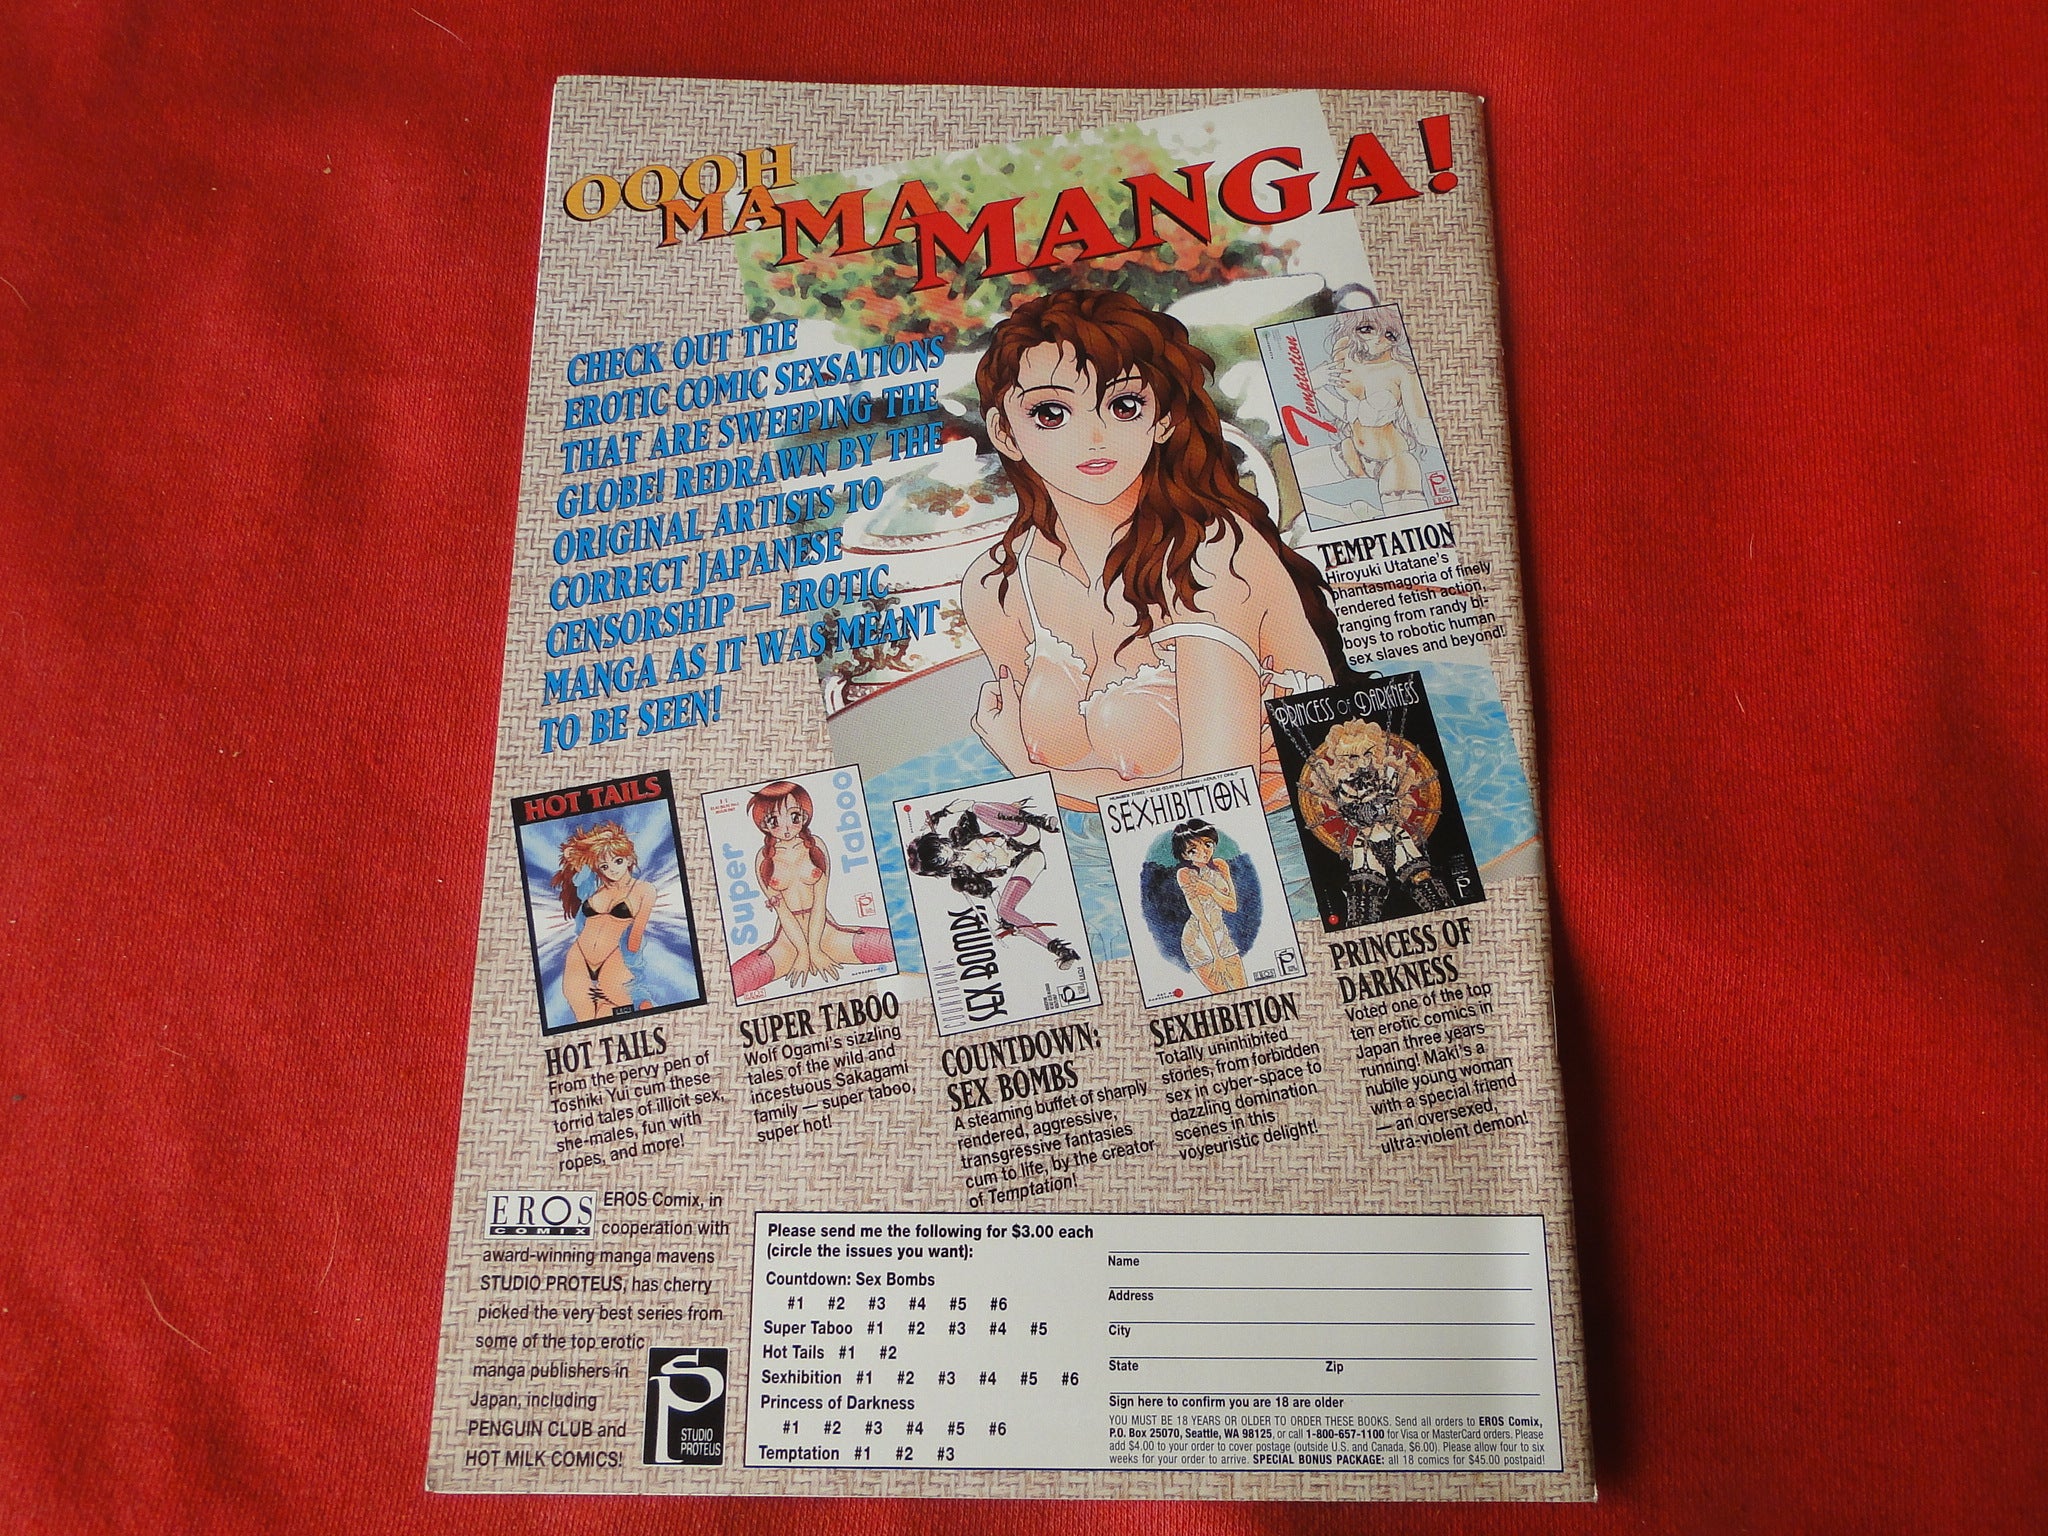 OOOH
MAMA MANGA!
CHECK OUT THE
EROTIC COMIC SEXSATIONS
THAT ARE SWEEPING THE
GLOBE! REDRAWN BY THE
ORIGINAL ARTISTS TO
CORRECT JAPANESE
CENSORSHIP — EROTIC
MANGA AS IT WAS MEANT
TO BE SEEN!
Temptation
TEMPTATION
Hiroyuki Utatane's
phantasmagoria of finely
rendered fetish action,
ranging from randy bi-
boys to robotic human
sex slaves and beyond!
HOT TAILS
HOT TAILS
From the pervy pen of
Toshiki Yui cum these
torrid tales of illicit sex,
she-males, fun with
ropes, and more!
Super
Taboo
SUPER TABOO
Wolf Ogami's sizzling
tales of the wild and
incestuous Sakagami
family — super taboo,
super hot!
COUNTDOWN
SEX BOMBS
COUNTDOWN:
SEX BOMBS
A steaming buffet of sharply
rendered, aggressive,
transgressive fantasies
cum to life, by the creator
of Temptation!
SEXHIBITION
SEXHIBITION
Totally uninhibited
stories, from forbidden
sex in cyber-space to
dazzling domination
scenes in this
voyeuristic delight!
PRINCESS OF DARKNESS
PRINCESS OF
DARKNESS
Voted one of the top
ten erotic comics in
Japan three years
running! Maki's a
nubile young woman
with a special friend
— an oversexed,
ultra-violent demon!
EROS
COMIX
EROS Comix, in
cooperation with
award-winning manga mavens
STUDIO PROTEUS, has cherry
picked the very best series from
some of the top erotic
manga publishers in
Japan, including
PENGUIN CLUB and
HOT MILK COMICS!
STUDIO
PROTEUS
Please send me the following for $3.00 each
(circle the issues you want):
Countdown: Sex Bombs
#1 #2 #3 #4 #5 #6
Super Taboo #1 #2 #3 #4 #5
Hot Tails #1 #2
Sexhibition #1 #2 #3 #4 #5 #6
Princess of Darkness
#1 #2 #3 #4 #5 #6
Temptation #1 #2 #3
Name
Address
City
State Zip
Sign here to confirm you are 18 are older
YOU MUST BE 18 YEARS OR OLDER TO ORDER THESE BOOKS. Send all orders to EROS Comix,
P.O. Box 25070, Seattle, WA 98125, or call 1-800-657-1100 for Visa or MasterCard orders. Please
add $4.00 to your order to cover postage (outside U.S. and Canada, $6.00). Please allow four to six
weeks for your order to arrive. SPECIAL BONUS PACKAGE: all 18 comics for $45.00 postpaid!